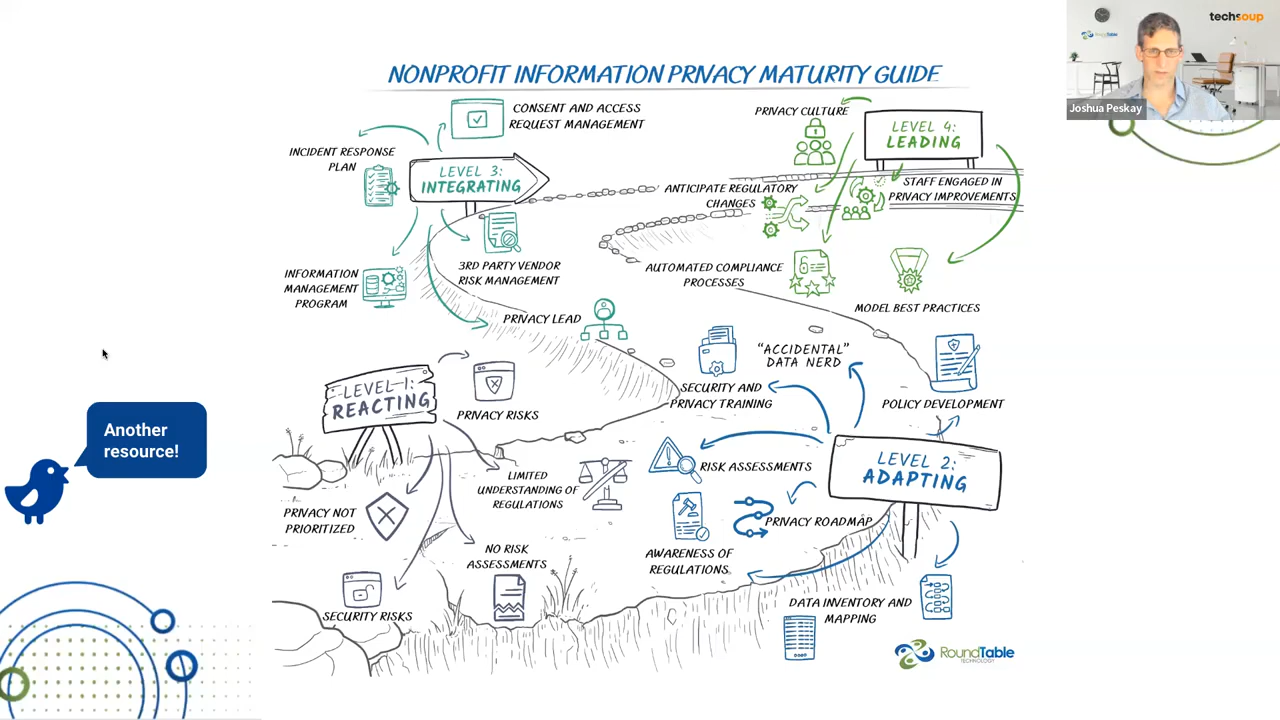 techsoup
RoundTable
Joshua Peskay
NONPROFIT INFORMATION PRIVACY MATURITY GUIDE
CONSENT AND ACCESS
REQUEST MANAGEMENT
INCIDENT RESPONSE
PLAN
LEVEL 3:
INTEGRATING
INFORMATION
MANAGEMENT
PROGRAM
3RD PARTY VENDOR
RISK MANAGEMENT
PRIVACY LEAD
PRIVACY CULTURE
LEVEL 4:
LEADING
ANTICIPATE REGULATORY
CHANGES
STAFF ENGAGED IN
PRIVACY IMPROVEMENTS
AUTOMATED COMPLIANCE
PROCESSES
MODEL BEST PRACTICES
LEVEL 1:
REACTING
PRIVACY RISKS
LIMITED
UNDERSTANDING OF
REGULATIONS
PRIVACY NOT
PRIORITIZED
NO RISK
ASSESSMENTS
SECURITY RISKS
"ACCIDENTAL"
DATA NERD
SECURITY AND
PRIVACY TRAINING
POLICY DEVELOPMENT
RISK ASSESSMENTS
LEVEL 2:
ADAPTING
PRIVACY ROADMAP
AWARENESS OF
REGULATIONS
DATA INVENTORY AND
MAPPING
Another
resource!
RoundTable
TECHNOLOGY